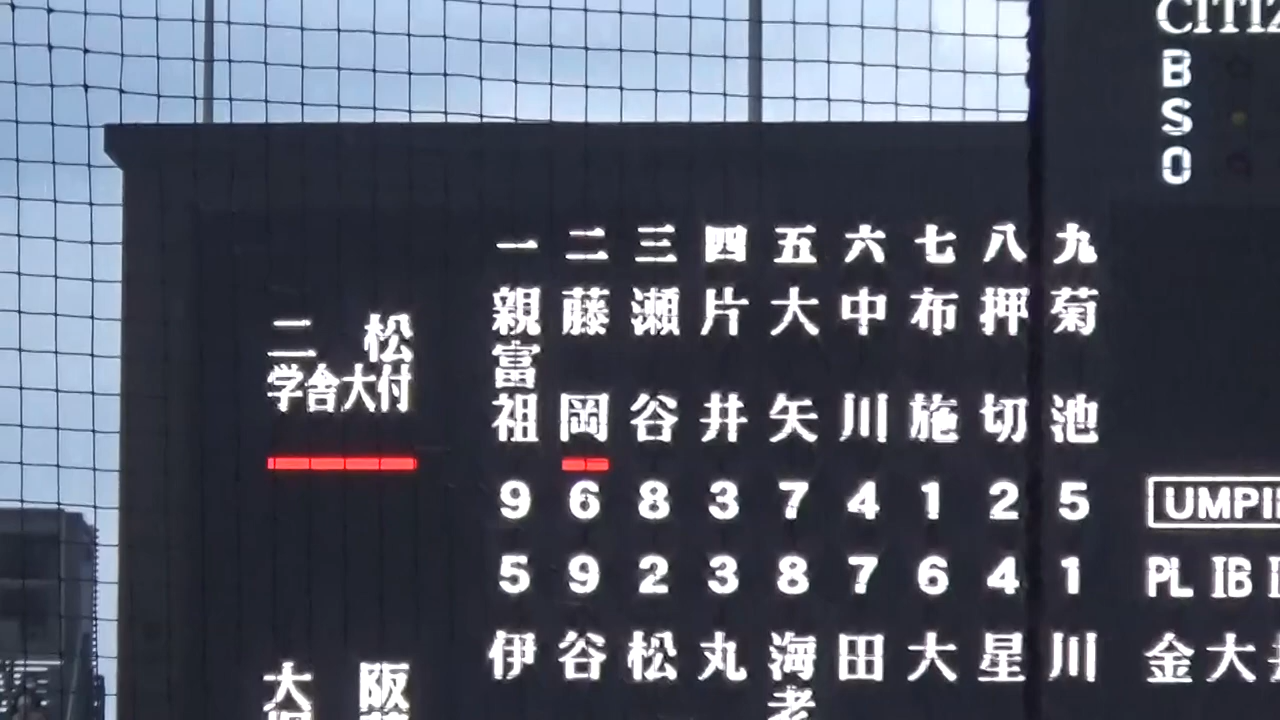 CITIZ
B
S
O
一 二 三 四 五 六 七 八 九
二松学舎大付
親富祖 藤岡 瀬谷 片井 大矢 中川 布施 押切 菊池
9 6 8 3 7 4 1 2 5
UMPI
5 9 2 3 8 7 6 4 1
PL 1B
伊 谷 松 丸 海老 田 大 星 川
金 大
大阪